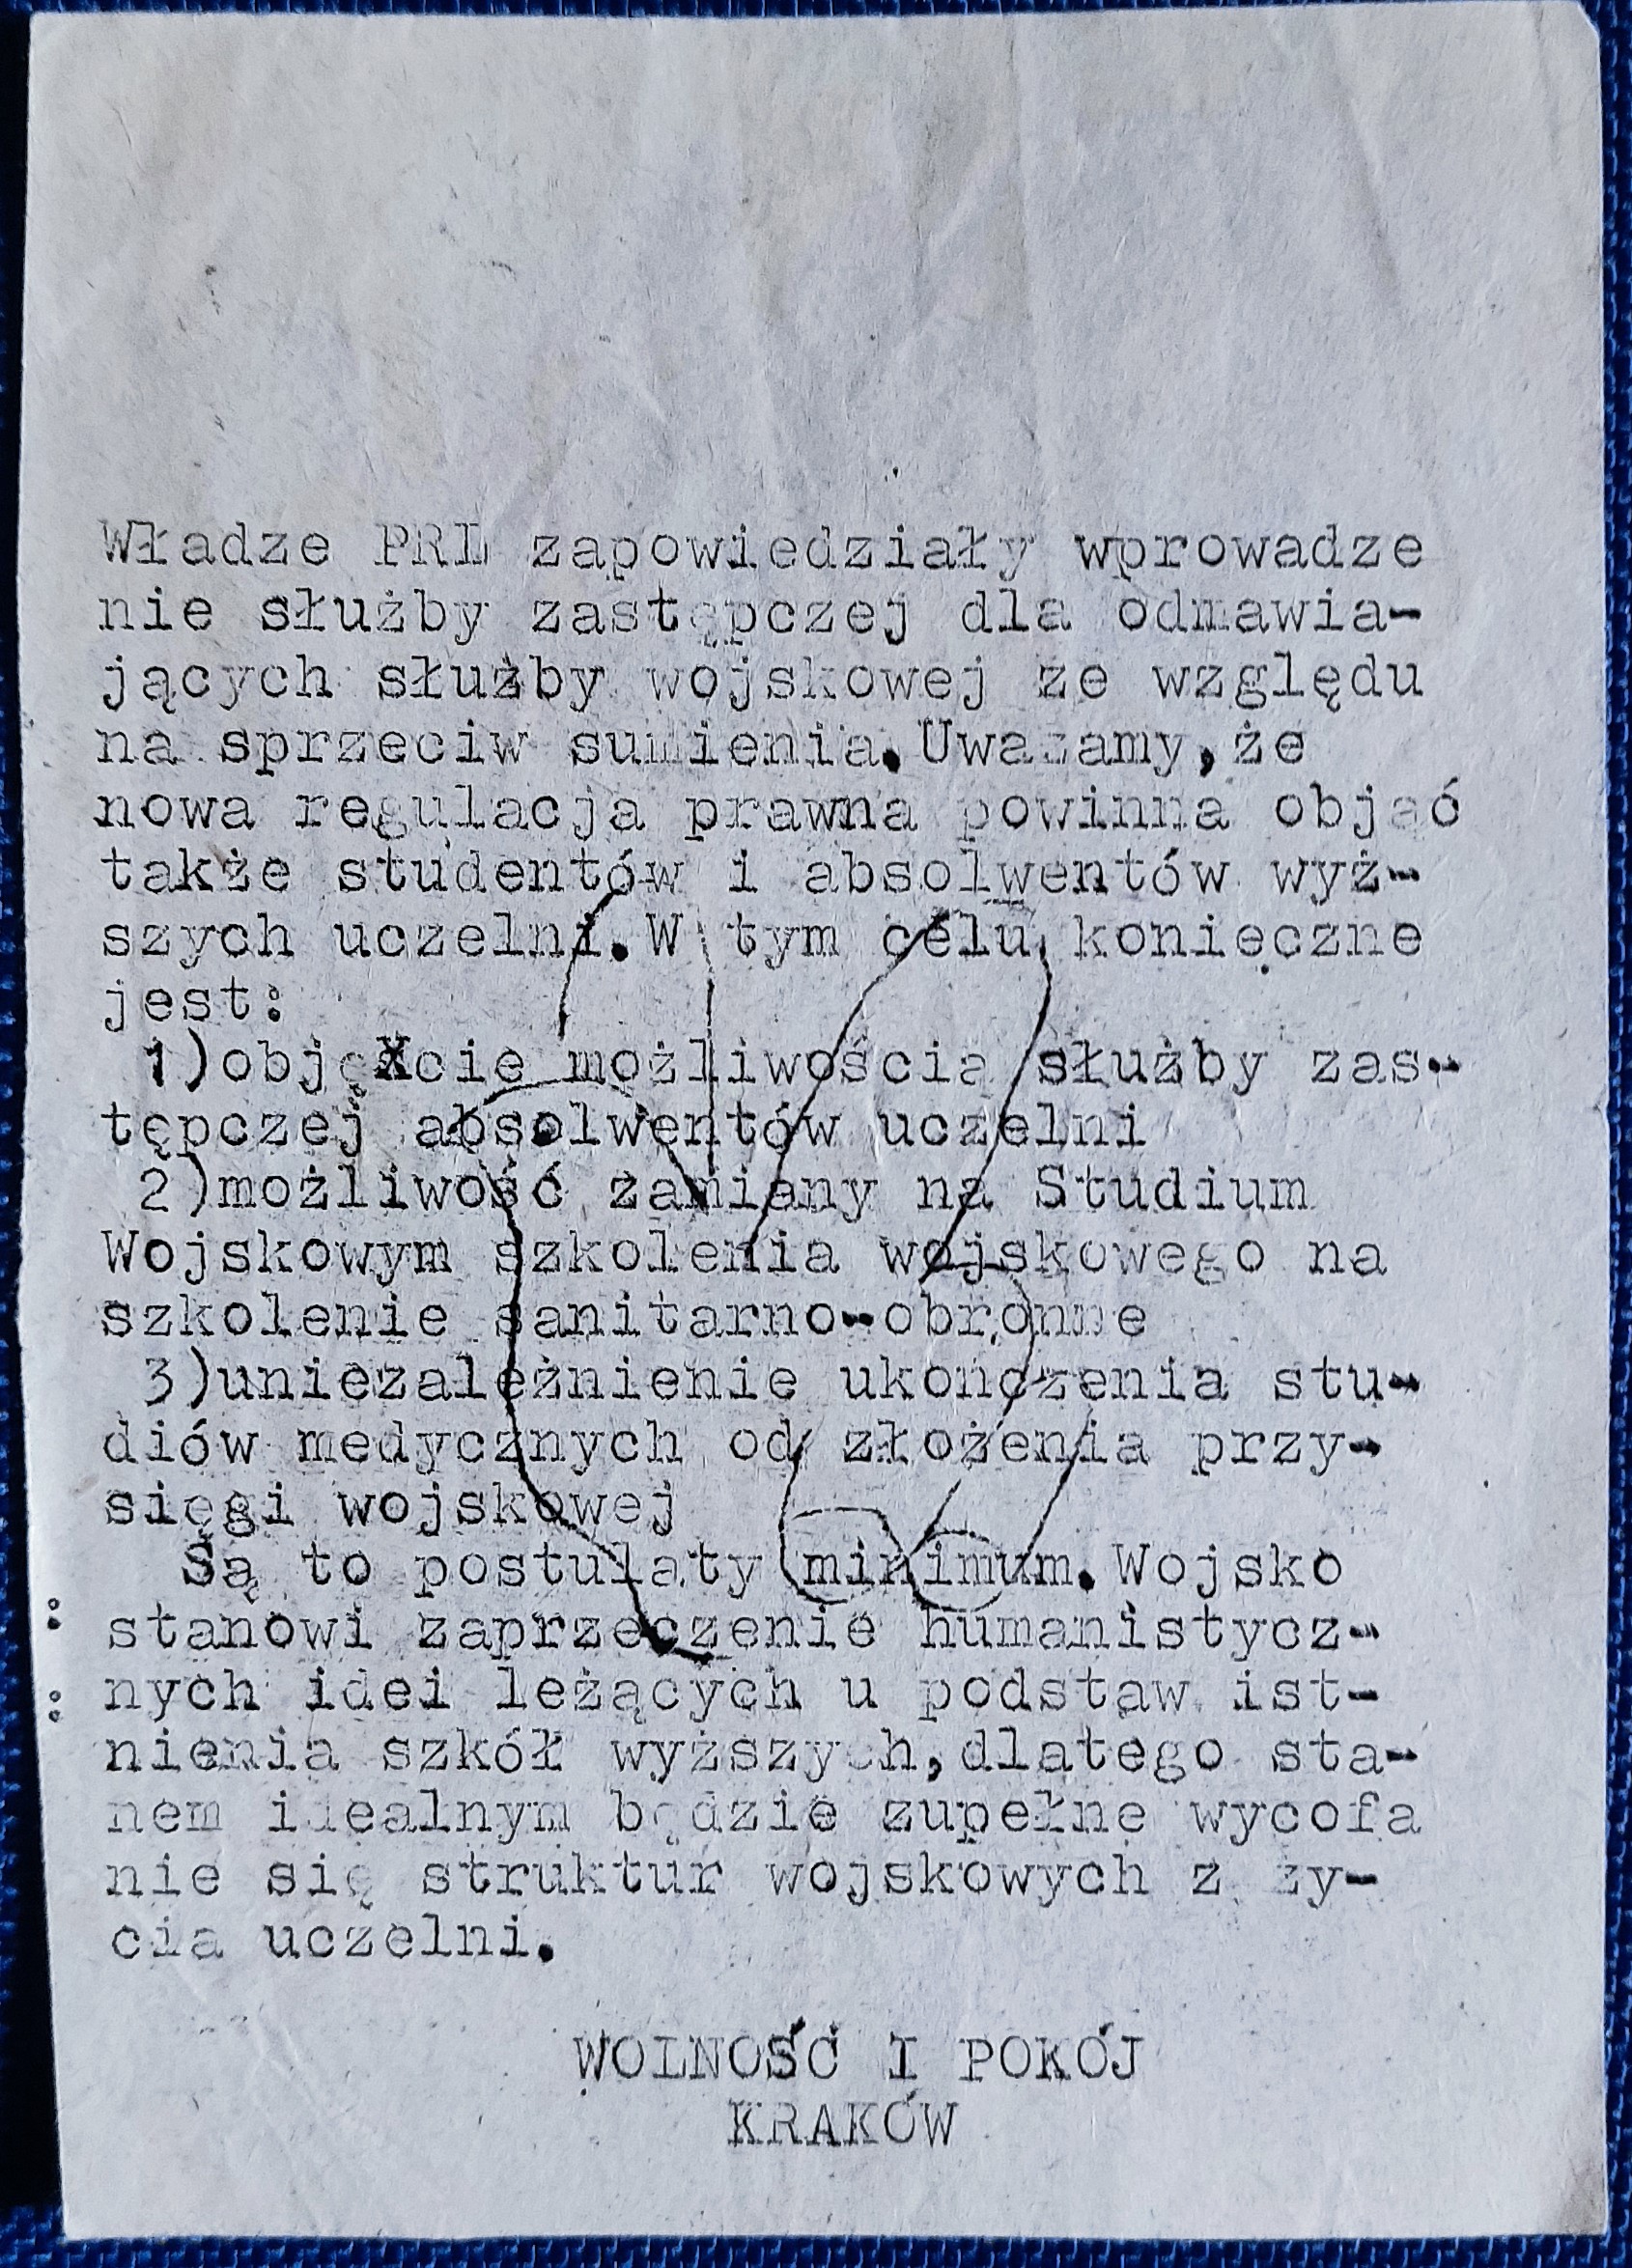 Władze PRL zapowiedziały wprowadze
nie służby zastępczej dla odmawia-
jących służby wojskowej ze względu
na sprzeciw sumienia.Uważamy,że
nowa regulacja prawna powinna objąć
także studentów i absolwentów wyż-
szych uczelni.W tym celu konieczne
jest:
1)objęXcie możliwością służby zas-
tępczej absolwentów uczelni
2)możliwość zamiany na Studium
Wojskowym szkolenia wojskowego na
szkolenie sanitarno-obronne
3)uniezależnienie ukończenia stu-
diów medycznych od złożenia przy-
sięgi wojskowej
Są to postulaty minimum.Wojsko
stanowi zaprzeczenie humanistycz-
nych idei leżących u podstaw ist-
nienia szkół wyższych,dlatego sta-
nem idealnym będzie zupełne wycofa
nie się struktur wojskowych z ży-
cia uczelni.
WOLNOŚĆ I POKÓJ
KRAKÓW